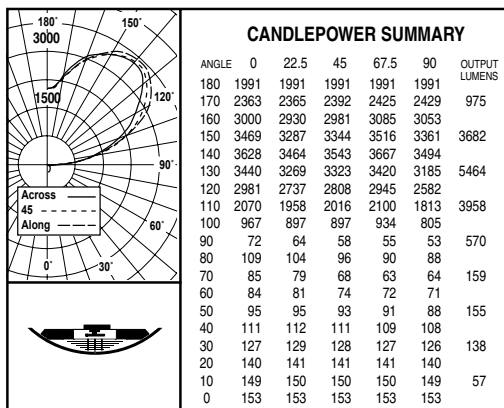 180°
150°
3000
1500
120°
90°
60°
30°
0°
Across
45
Along
CANDLEPOWER SUMMARY
ANGLE 0 22.5 45 67.5 90 OUTPUT
LUMENS
180 1991 1991 1991 1991 1991
170 2363 2365 2392 2425 2429 975
160 3000 2930 2981 3085 3053
150 3469 3287 3344 3516 3361 3682
140 3628 3464 3543 3667 3494
130 3440 3269 3323 3420 3185 5464
120 2981 2737 2808 2945 2582
110 2070 1958 2016 2100 1813 3958
100 967 897 897 934 805
90 72 64 58 55 53 570
80 109 104 96 90 88
70 85 79 68 63 64 159
60 84 81 74 72 71
50 95 95 93 91 88 155
40 111 112 111 109 108
30 127 129 128 127 126 138
20 140 141 141 141 140
10 149 150 150 150 149 57
0 153 153 153 153 153